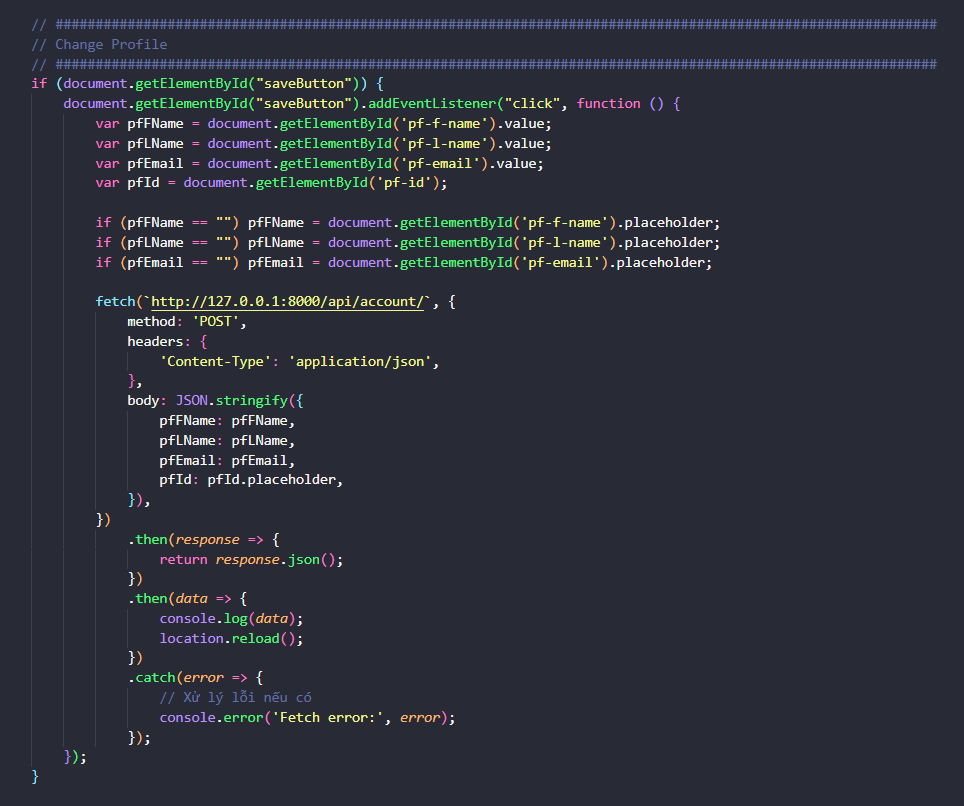 // ##############################################################################################################
// Change Profile
// ##############################################################################################################
if (document.getElementById("saveButton")) {
    document.getElementById("saveButton").addEventListener("click", function () {
        var pfFName = document.getElementById('pf-f-name').value;
        var pfLName = document.getElementById('pf-l-name').value;
        var pfEmail = document.getElementById('pf-email').value;
        var pfId = document.getElementById('pf-id');

        if (pfFName == "") pfFName = document.getElementById('pf-f-name').placeholder;
        if (pfLName == "") pfLName = document.getElementById('pf-l-name').placeholder;
        if (pfEmail == "") pfEmail = document.getElementById('pf-email').placeholder;

        fetch(`http://127.0.0.1:8000/api/account/`, {
            method: 'POST',
            headers: {
                'Content-Type': 'application/json',
            },
            body: JSON.stringify({
                pfFName: pfFName,
                pfLName: pfLName,
                pfEmail: pfEmail,
                pfId: pfId.placeholder,
            }),
        })
            .then(response => {
                return response.json();
            })
            .then(data => {
                console.log(data);
                location.reload();
            })
            .catch(error => {
                // Xử lý lỗi nếu có
                console.error('Fetch error:', error);
            });
    });
}